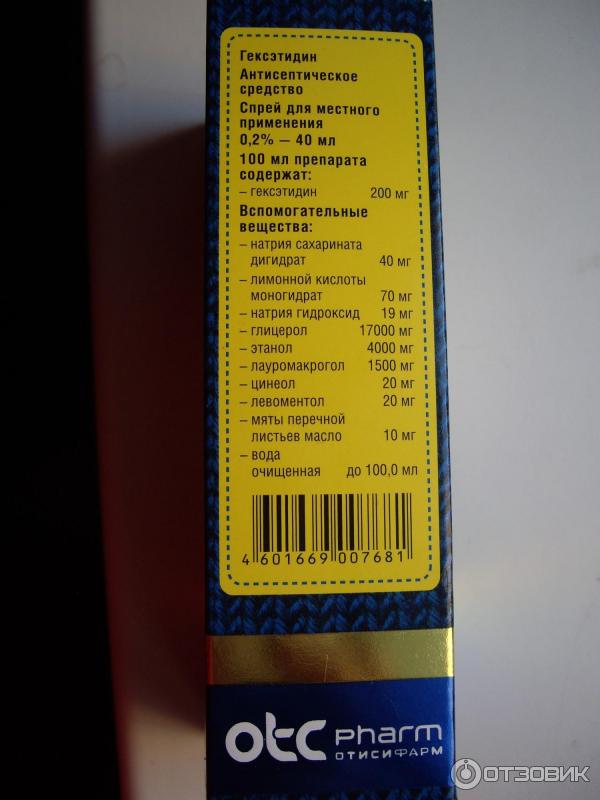 Гексэтидин
Антисептическое
средство
Спрей для местного
применения
0,2% — 40 мл
100 мл препарата
содержат:
– гексэтидин 200 мг
Вспомогательные
вещества:
– натрия сахарината
дигидрат 40 мг
– лимонной кислоты
моногидрат 70 мг
– натрия гидроксид 19 мг
– глицерол 17000 мг
– этанол 4000 мг
– лауромакрогол 1500 мг
– цинеол 20 мг
– левоментол 20 мг
– мяты перечной
листьев масло 10 мг
– вода
очищенная до 100,0 мл
4 601669 007681
otc pharm
ОТИСИФАРМ
ОТЗОВИК